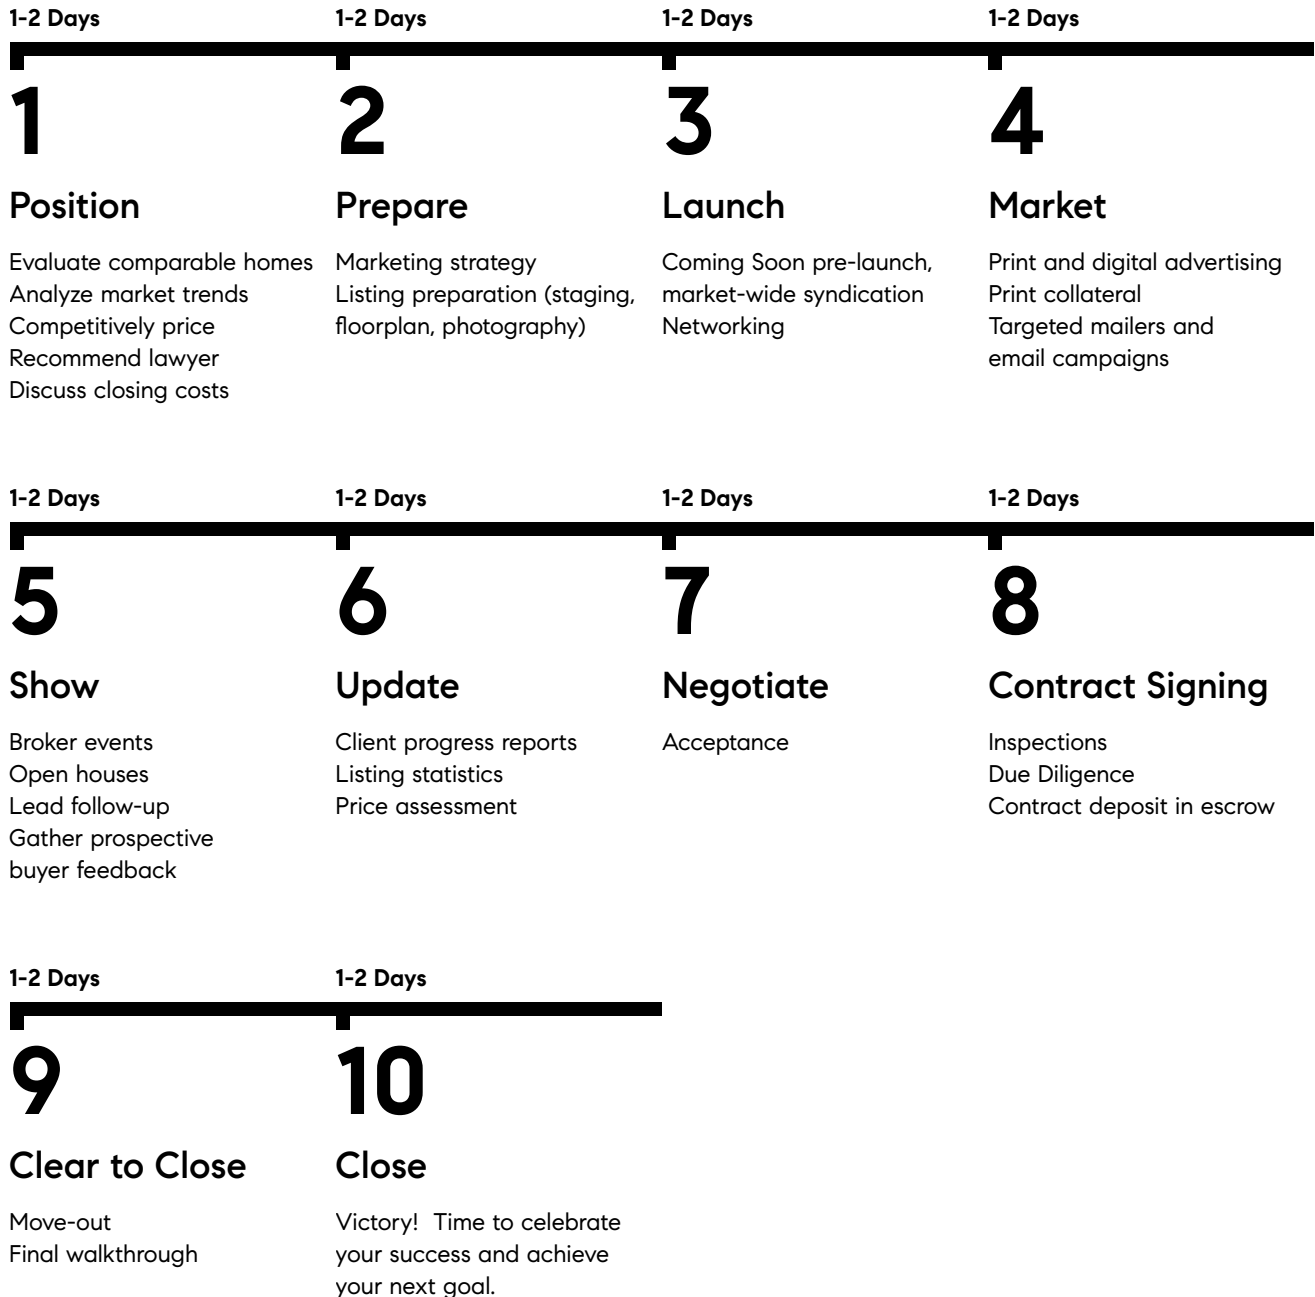 1-2 Days
1
Position
Evaluate comparable homes
Analyze market trends
Competitively price
Recommend lawyer
Discuss closing costs
1-2 Days
2
Prepare
Marketing strategy
Listing preparation (staging,
floorplan, photography)
1-2 Days
3
Launch
Coming Soon pre-launch,
market-wide syndication
Networking
1-2 Days
4
Market
Print and digital advertising
Print collateral
Targeted mailers and
email campaigns
1-2 Days
5
Show
Broker events
Open houses
Lead follow-up
Gather prospective
buyer feedback
1-2 Days
6
Update
Client progress reports
Listing statistics
Price assessment
1-2 Days
7
Negotiate
Acceptance
1-2 Days
8
Contract Signing
Inspections
Due Diligence
Contract deposit in escrow
1-2 Days
9
Clear to Close
Move-out
Final walkthrough
1-2 Days
10
Close
Victory!  Time to celebrate
your success and achieve
your next goal.